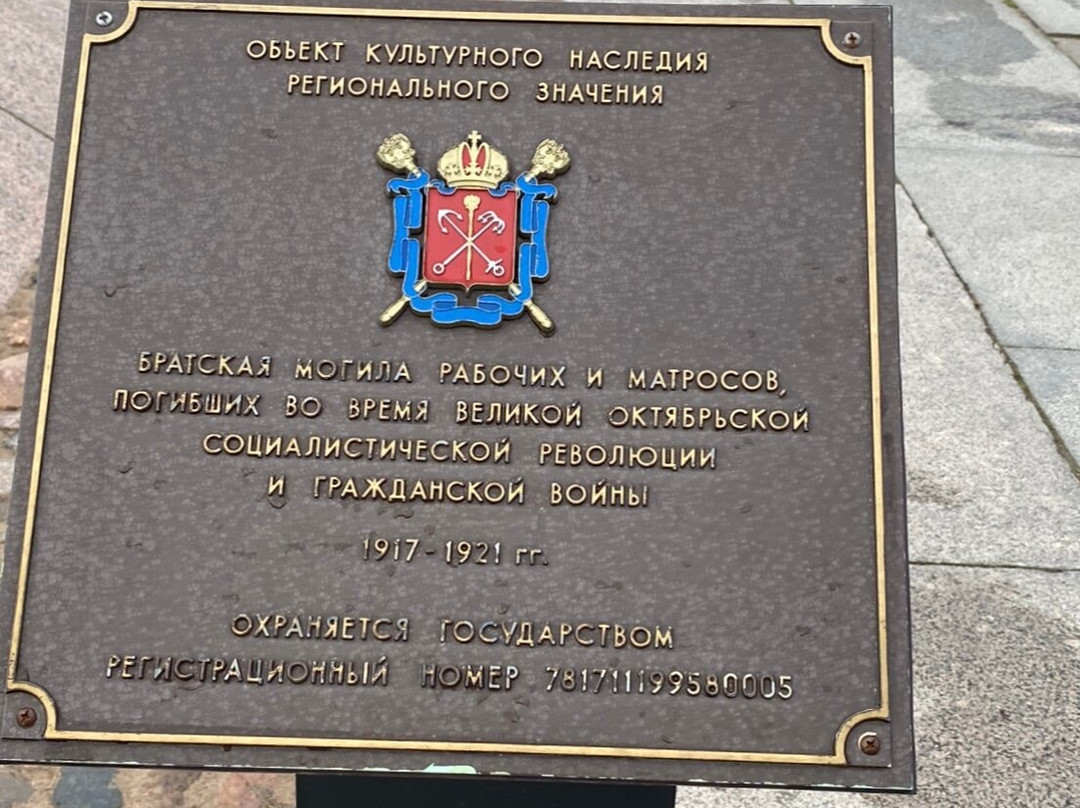 ОБЪЕКТ КУЛЬТУРНОГО НАСЛЕДИЯ
РЕГИОНАЛЬНОГО ЗНАЧЕНИЯ
БРАТСКАЯ МОГИЛА РАБОЧИХ И МАТРОСОВ,
ПОГИБШИХ ВО ВРЕМЯ ВЕЛИКОЙ ОКТЯБРЬСКОЙ
СОЦИАЛИСТИЧЕСКОЙ РЕВОЛЮЦИИ
И ГРАЖДАНСКОЙ ВОЙНЫ
1917-1921 гг.
ОХРАНЯЕТСЯ ГОСУДАРСТВОМ
РЕГИСТРАЦИОННЫЙ НОМЕР 781711199580005